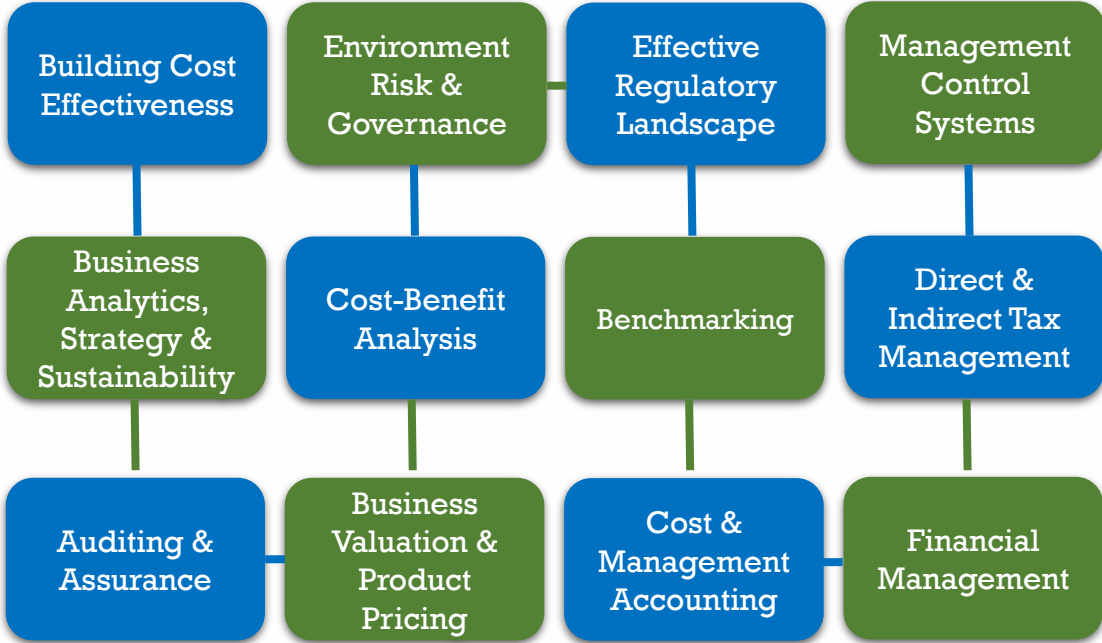 Building Cost
Effectiveness
Environment
Risk &
Governance
Effective
Regulatory
Landscape
Management
Control
Systems
Business
Analytics,
Strategy &
Sustainability
Cost-Benefit
Analysis
Benchmarking
Direct &
Indirect Tax
Management
Auditing &
Assurance
Business
Valuation &
Product
Pricing
Cost &
Management
Accounting
Financial
Management